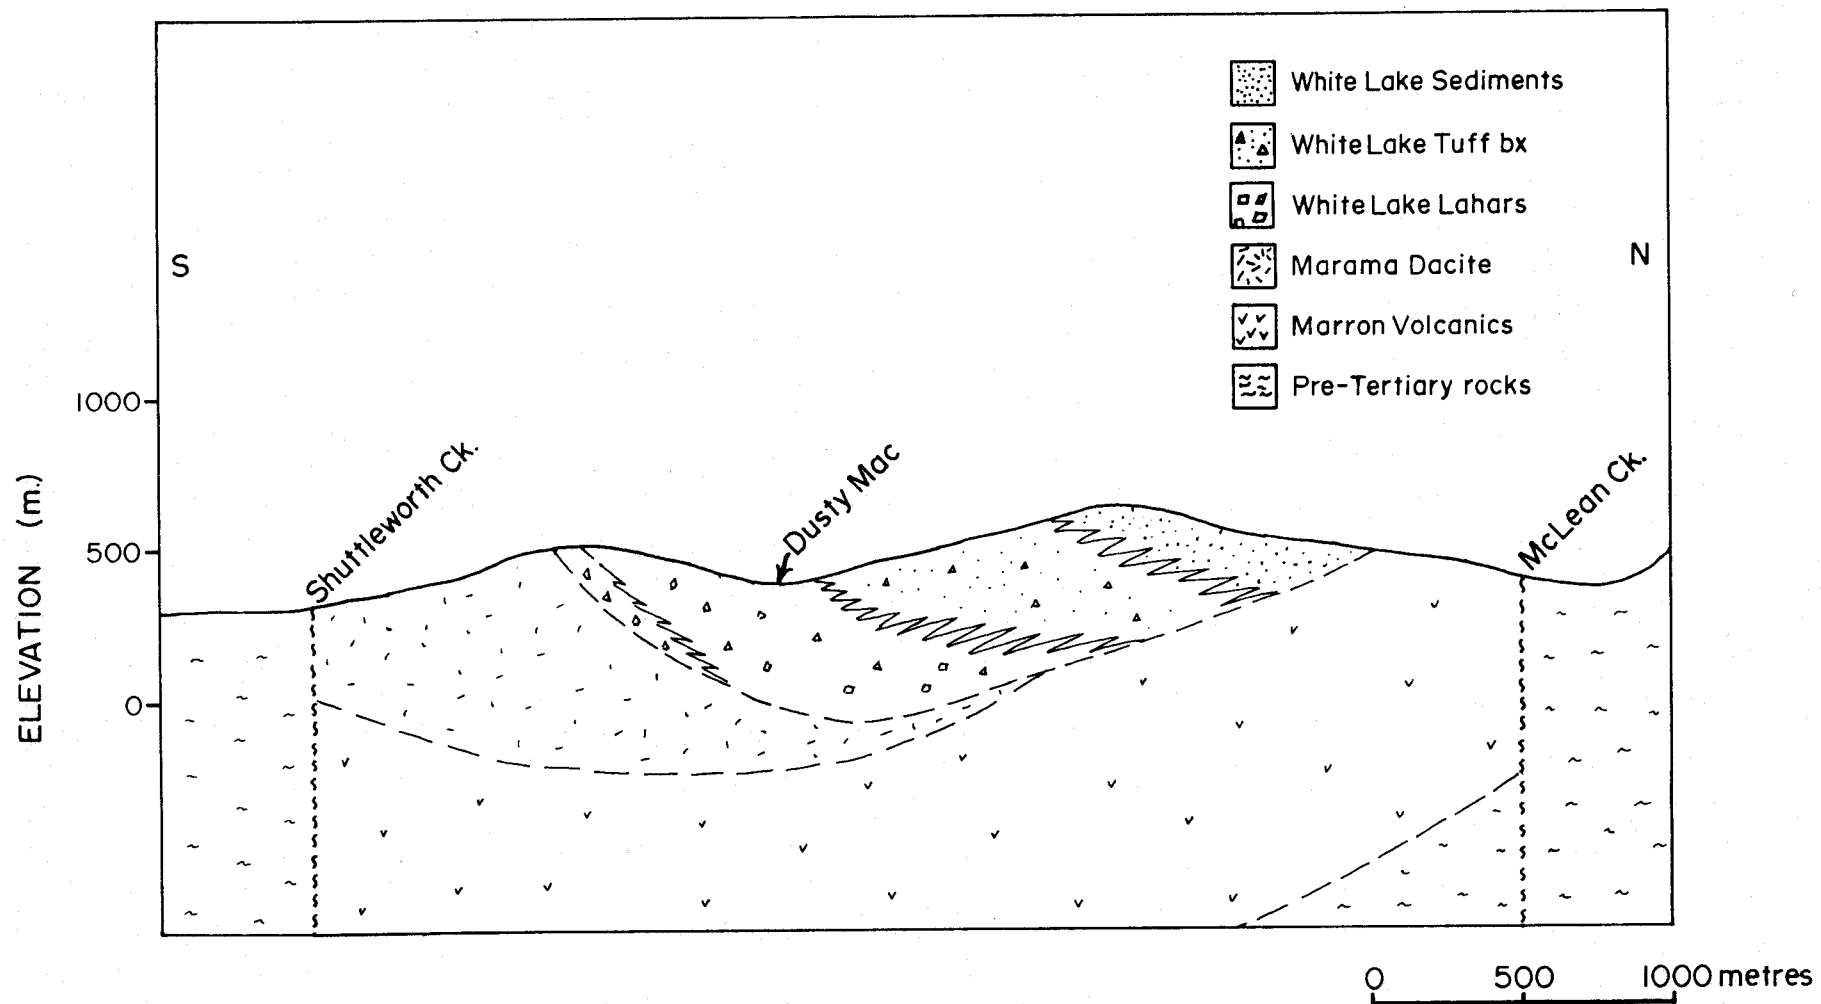 White Lake Sediments
White Lake Tuff bx
White Lake Lahars
S
N
Marama Dacite
Marron Volcanics
Pre-Tertiary rocks
1000
Shuttleworth Ck.
Dusty Mac
McLean Ck.
ELEVATION (m.)
500
0
0 500 1000 metres